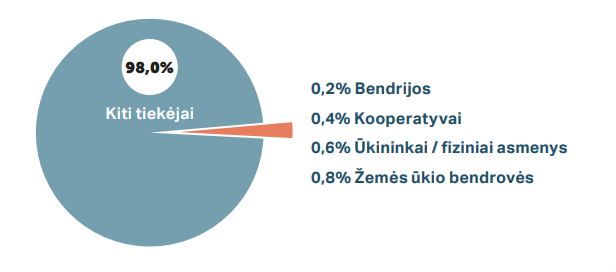 98,0%
Kiti tiekėjai
0,2% Bendrijos
0,4% Kooperatyvai
0,6% Ūkininkai / fiziniai asmenys
0,8% Žemės ūkio bendrovės